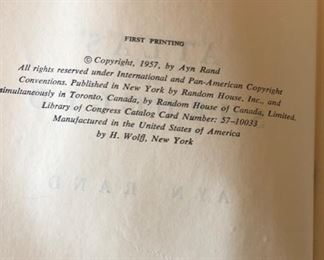 FIRST PRINTING
© Copyright, 1957, by Ayn Rand
All rights reserved under International and Pan-American Copyright
Conventions. Published in New York by Random House, Inc., and
simultaneously in Toronto, Canada, by Random House of Canada, Limited.
Library of Congress Catalog Card Number: 57-10033
Manufactured in the United States of America
by H. Wolff, New York